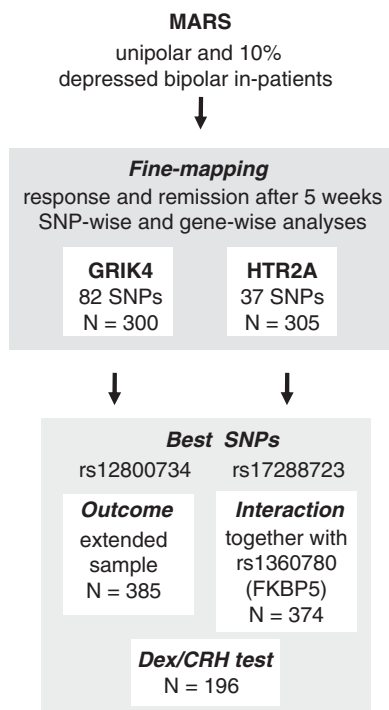 MARS
unipolar and 10%
depressed bipolar in-patients
Fine-mapping
response and remission after 5 weeks
SNP-wise and gene-wise analyses
GRIK4
82 SNPs
N = 300
HTR2A
37 SNPs
N = 305
Best SNPs
rs12800734 rs17288723
Outcome
extended
sample
N = 385
Interaction
together with
rs1360780
(FKBP5)
N = 374
Dex/CRH test
N = 196